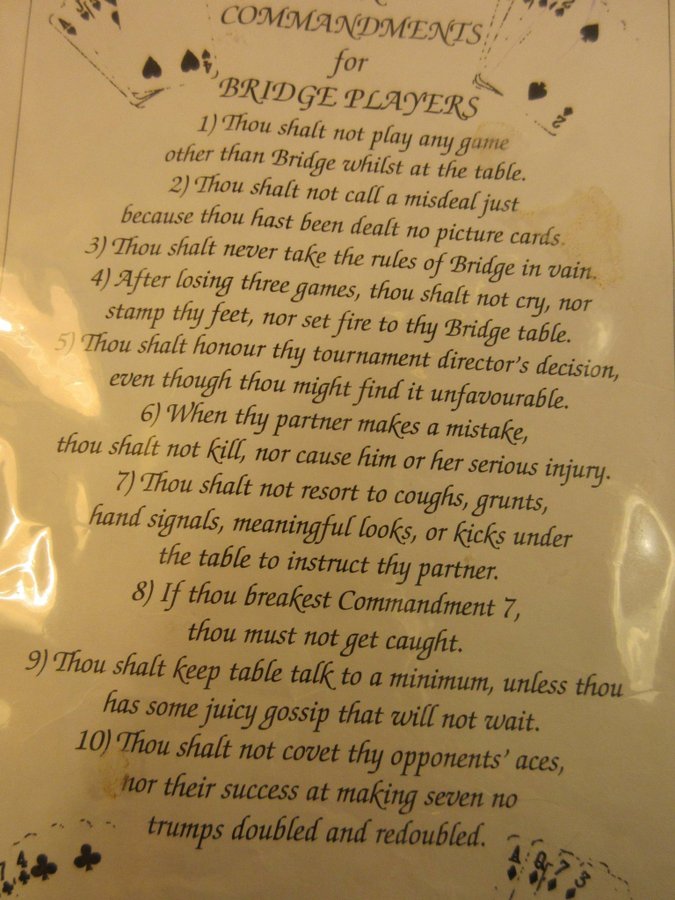 COMMANDMENTS
for
BRIDGE PLAYERS
1) Thou shalt not play any game
other than Bridge whilst at the table.
2) Thou shalt not call a misdeal just
because thou hast been dealt no picture cards.
3) Thou shalt never take the rules of Bridge in vain.
4) After losing three games, thou shalt not cry, nor
stamp thy feet, nor set fire to thy Bridge table.
5) Thou shalt honour thy tournament director's decision,
even though thou might find it unfavourable.
6) When thy partner makes a mistake,
thou shalt not kill, nor cause him or her serious injury.
7) Thou shalt not resort to coughs, grunts,
hand signals, meaningful looks, or kicks under
the table to instruct thy partner.
8) If thou breakest Commandment 7,
thou must not get caught.
9) Thou shalt keep table talk to a minimum, unless thou
has some juicy gossip that will not wait.
10) Thou shalt not covet thy opponents' aces,
nor their success at making seven no
trumps doubled and redoubled.
7 4
A Q 7 3